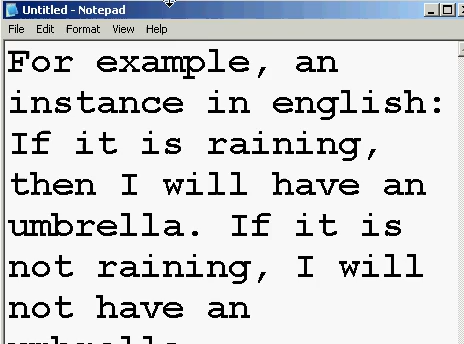 Untitled - Notepad
File Edit Format View Help
For example, an
instance in english:
If it is raining,
then I will have an
umbrella. If it is
not raining, I will
not have an